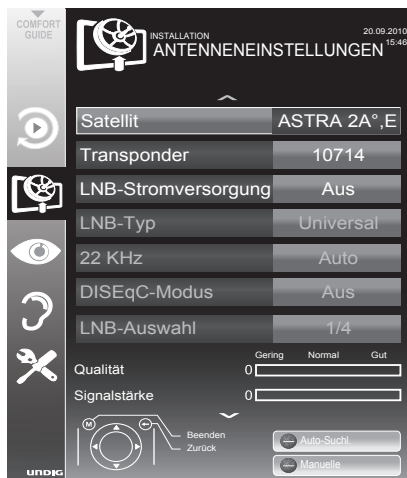 COMFORT
GUIDE
INSTALLATION
20.09.2010
ANTENNENEINSTELLUNGEN
15:46
Satellit ASTRA 2A°,E
Transponder 10714
LNB-Stromversorgung Aus
LNB-Typ Universal
22 KHz Auto
DISEqC-Modus Aus
LNB-Auswahl 1/4
Gering Normal Gut
Qualität 0
Signalstärke 0
M
Beenden
Zurück
Auto-Suchl.
Manuelle
UNDIG